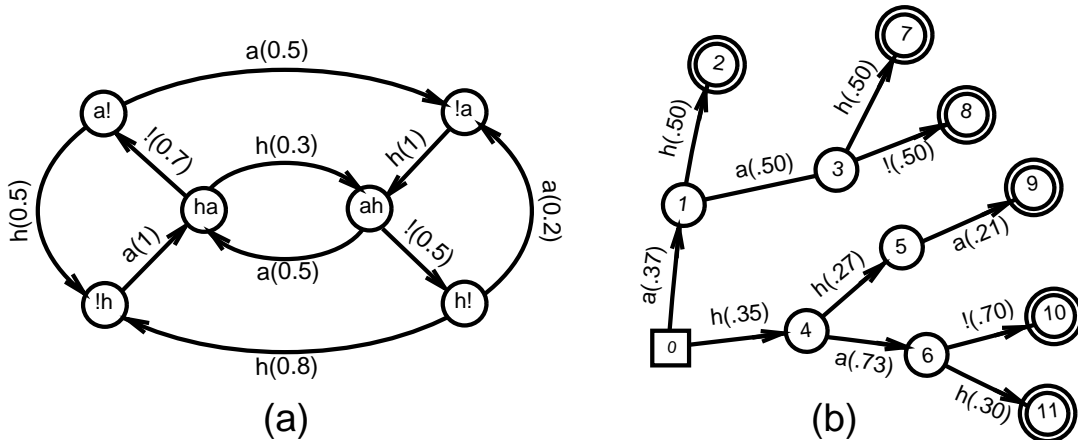 a(0.5)
a!
!a
!(0.7)
h(0.3)
h(1)
h(0.5)
ha
ah
a(0.2)
a(1)
a(0.5)
!(0.5)
!h
h!
h(0.8)
(a)
2
7
h(.50)
h(.50)
8
!(.50)
a(.50)
3
1
9
a(.37)
5
a(.21)
h(.27)
0
h(.35)
4
a(.73)
6
!(.70)
10
h(.30)
11
(b)